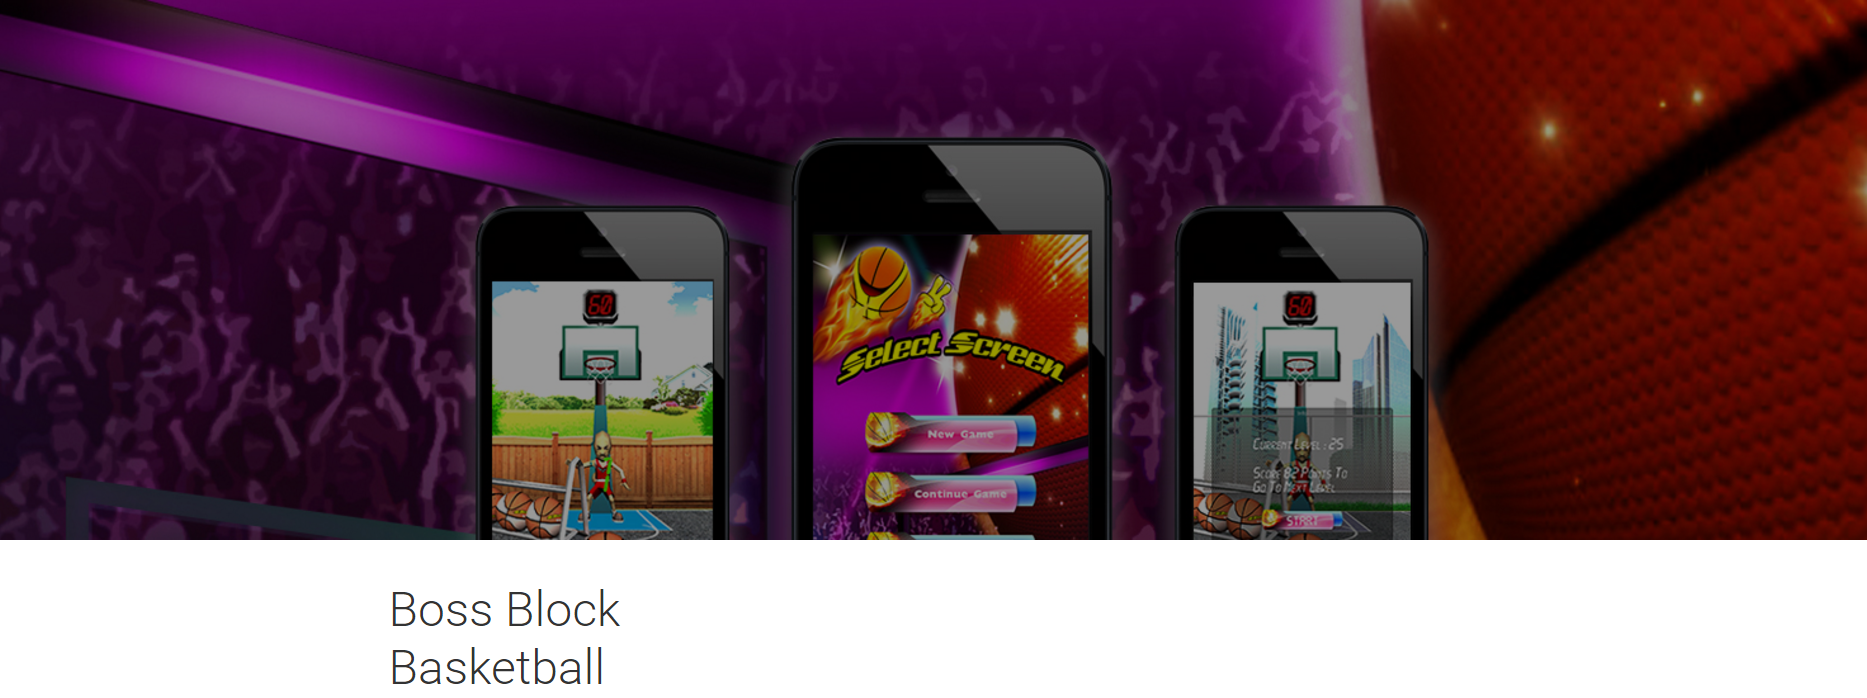 60
Select Screen
New Game
Continue Game
60
Current Level : 25
Score 82 Points To
Go To Next Level
START
Boss Block
Basketball